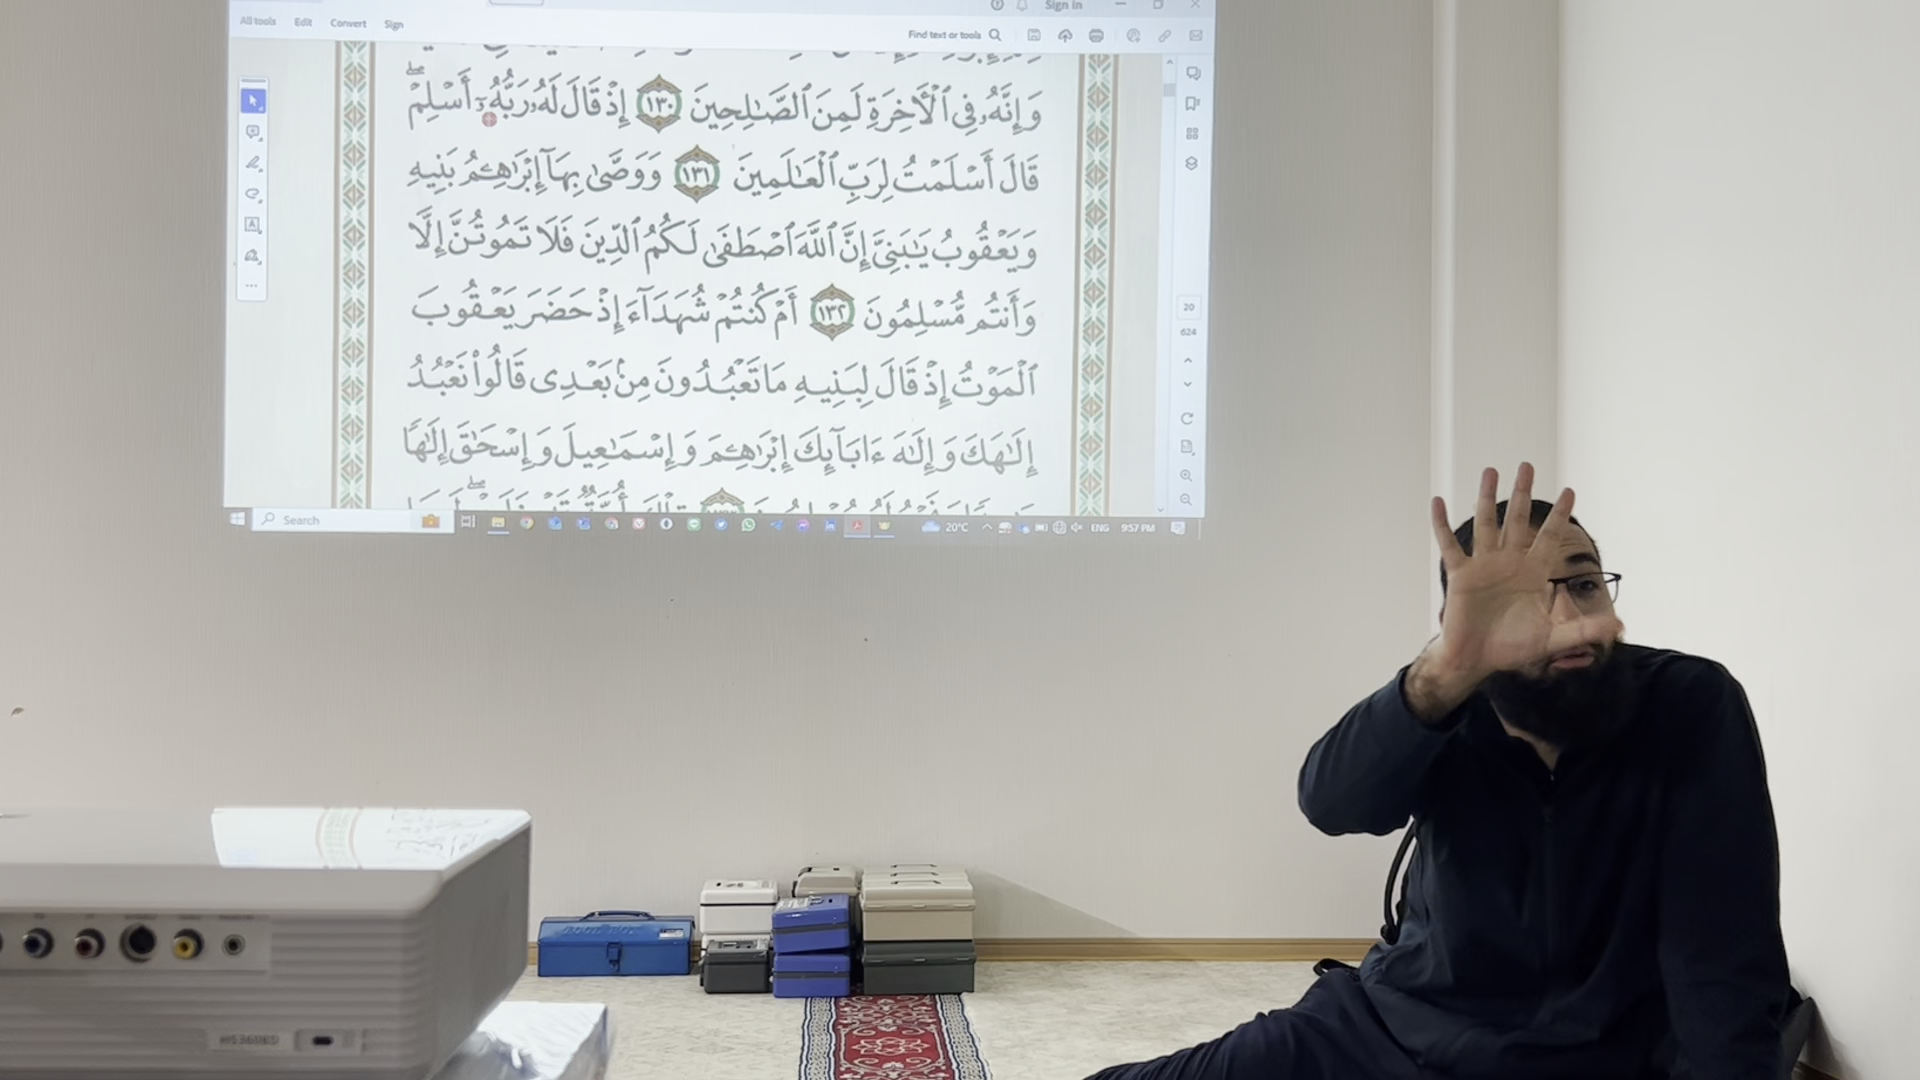 Sign in
All tools Edit Convert Sign
Find text or tools
وَإِنَّهُۥ فِى ٱلْأَخِرَةِ لَمِنَ ٱلصَّٰلِحِينَ ١٣٠ إِذْ قَالَ لَهُۥ رَبُّهُۥٓ أَسْلِمْ ۖ
قَالَ أَسْلَمْتُ لِرَبِّ ٱلْعَٰلَمِينَ ١٣١ وَوَصَّىٰ بِهَآ إِبْرَٰهِۦمُ بَنِيهِ
وَيَعْقُوبُ يَٰبَنِىَّ إِنَّ ٱللَّهَ ٱصْطَفَىٰ لَكُمُ ٱلدِّينَ فَلَا تَمُوتُنَّ إِلَّا
وَأَنتُم مُّسْلِمُونَ ١٣٢ أَمْ كُنتُمْ شُهَدَآءَ إِذْ حَضَرَ يَعْقُوبَ
ٱلْمَوْتُ إِذْ قَالَ لِبَنِيهِ مَا تَعْبُدُونَ مِنۢ بَعْدِى قَالُوا۟ نَعْبُدُ
إِلَٰهَكَ وَإِلَٰهَ ءَابَآئِكَ إِبْرَٰهِۦمَ وَإِسْمَٰعِيلَ وَإِسْحَٰقَ إِلَٰهًا
20
624
Search
20°C ENG 9:57 PM